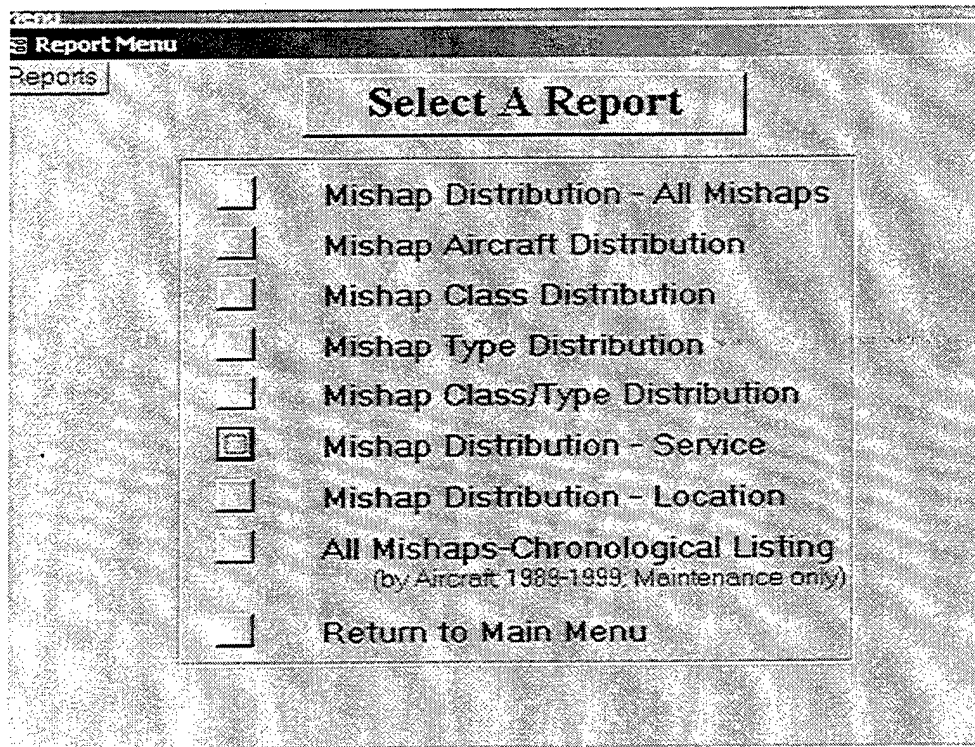 Report Menu
Reports
Select A Report
Mishap Distribution - All Mishaps
Mishap Aircraft Distribution
Mishap Class Distribution
Mishap Type Distribution
Mishap Class/Type Distribution
Mishap Distribution - Service
Mishap Distribution - Location
All Mishaps-Chronological Listing
(by Aircraft 1989-1999; Maintenance only)
Return to Main Menu